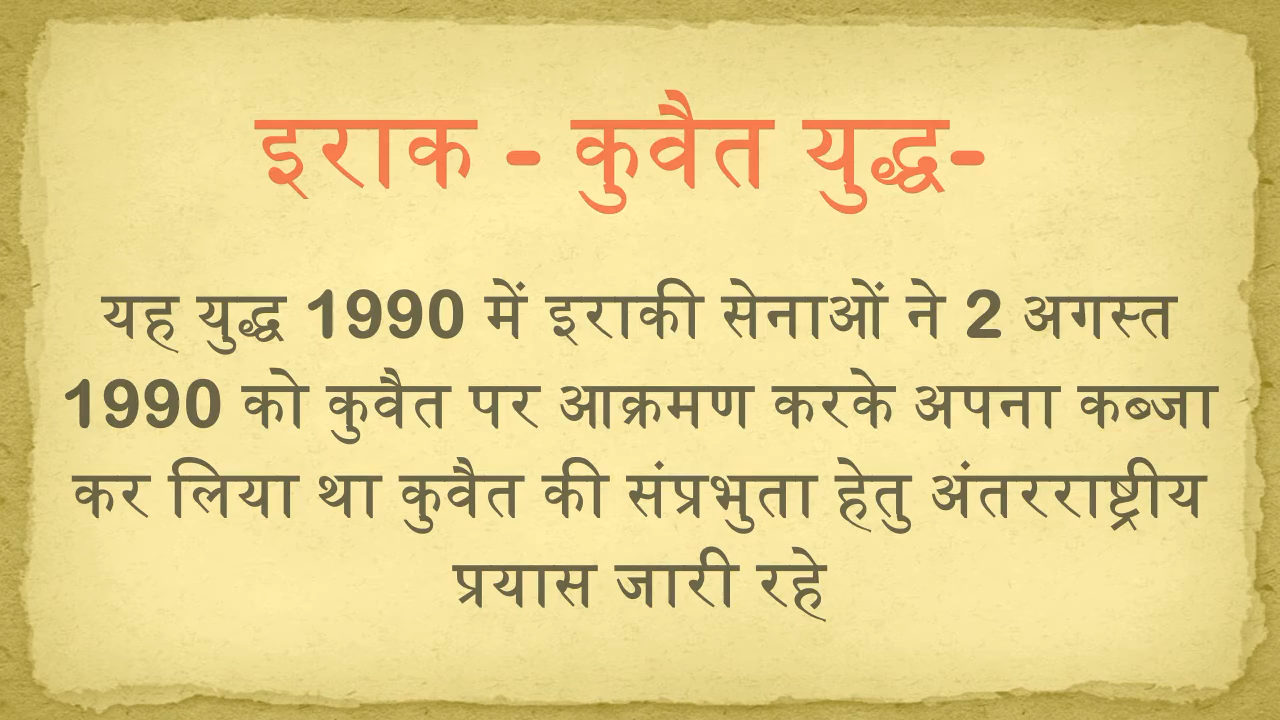 इराक - कुवैत युद्ध-
यह युद्ध 1990 में इराकी सेनाओं ने 2 अगस्त
1990 को कुवैत पर आक्रमण करके अपना कब्जा
कर लिया था कुवैत की संप्रभुता हेतु अंतरराष्ट्रीय
प्रयास जारी रहे